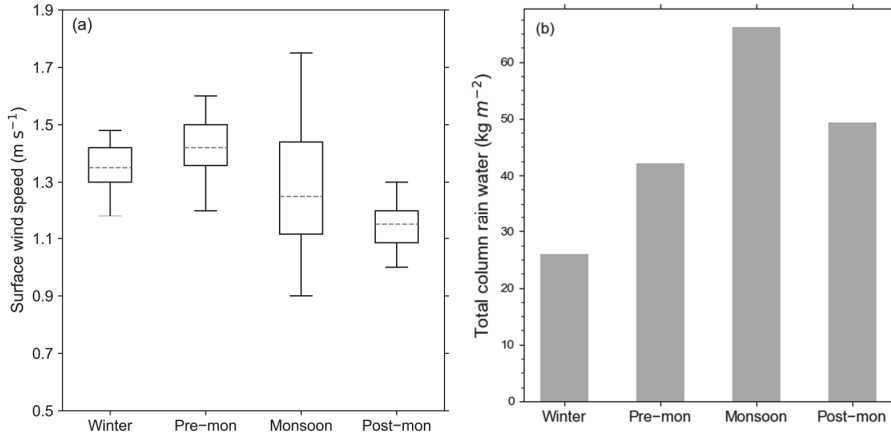 (a)
Surface wind speed (m s⁻¹)
1.9
1.7
1.5
1.3
1.1
0.9
0.7
0.5
Winter Pre−mon Monsoon Post−mon
(b)
Total column rain water (kg m⁻²)
60
50
40
30
20
10
0
Winter Pre−mon Monsoon Post−mon